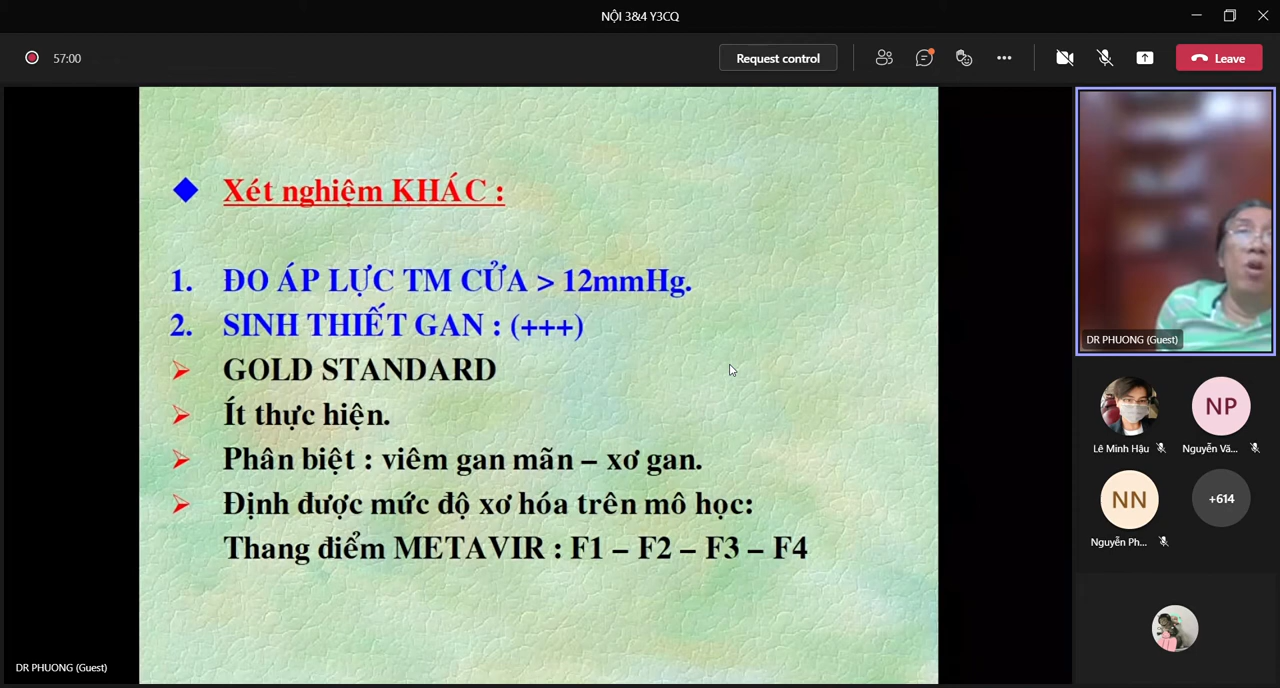 NỘI 3&4 Y3CQ
57:00
Request control
Leave
◆ Xét nghiệm KHÁC :
1. ĐO ÁP LỰC TM CỬA > 12mmHg.
2. SINH THIẾT GAN : (+++)
➢ GOLD STANDARD
➢ Ít thực hiện.
➢ Phân biệt : viêm gan mãn – xơ gan.
➢ Định được mức độ xơ hóa trên mô học:
Thang điểm METAVIR : F1 – F2 – F3 – F4
DR PHUONG (Guest)
DR PHUONG (Guest)
NP
Lê Minh Hậu
Nguyễn Vă...
NN
+614
Nguyễn Ph...